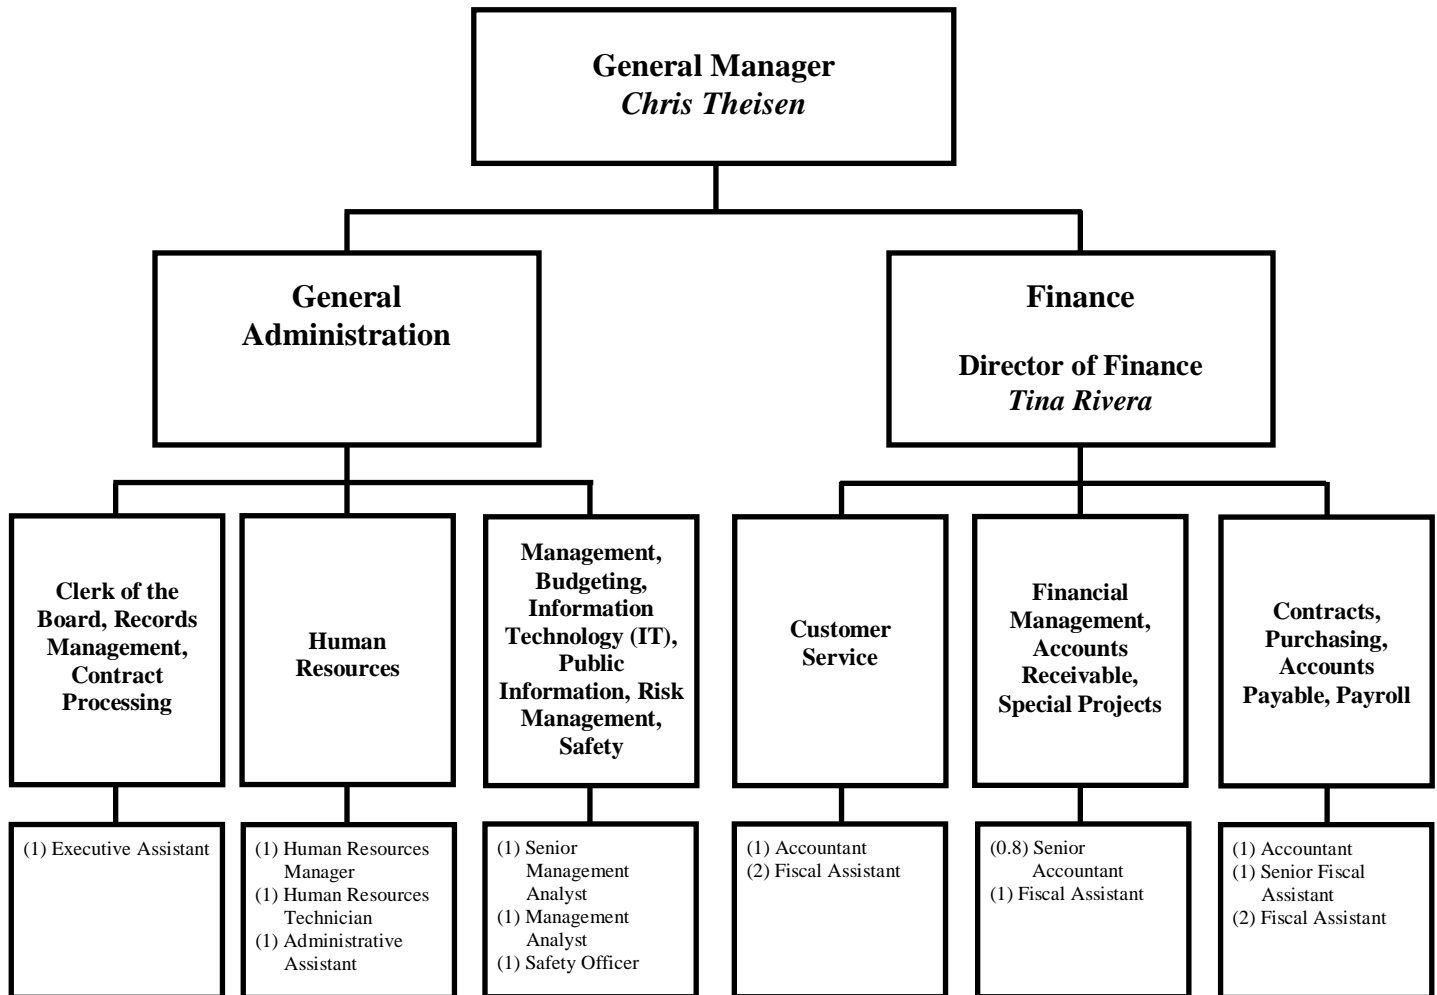 General Manager
Chris Theisen
General
Administration
Finance
Director of Finance
Tina Rivera
Clerk of the
Board, Records
Management,
Contract
Processing
Human
Resources
Management,
Budgeting,
Information
Technology (IT),
Public
Information, Risk
Management,
Safety
Customer
Service
Financial
Management,
Accounts
Receivable,
Special Projects
Contracts,
Purchasing,
Accounts
Payable, Payroll
(1) Executive Assistant
(1) Human Resources
Manager
(1) Human Resources
Technician
(1) Administrative
Assistant
(1) Senior
Management
Analyst
(1) Management
Analyst
(1) Safety Officer
(1) Accountant
(2) Fiscal Assistant
(0.8) Senior
Accountant
(1) Fiscal Assistant
(1) Accountant
(1) Senior Fiscal
Assistant
(2) Fiscal Assistant